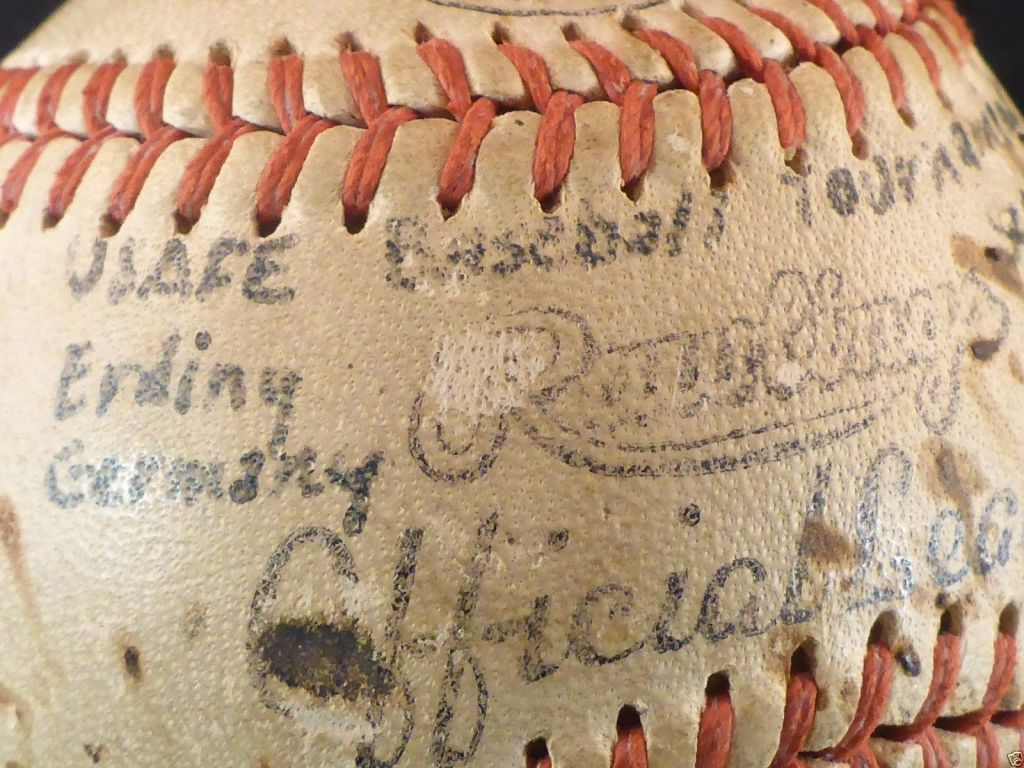 USAFE Baseball Tournament
Erding
Germany
Rawlings
Official Lea